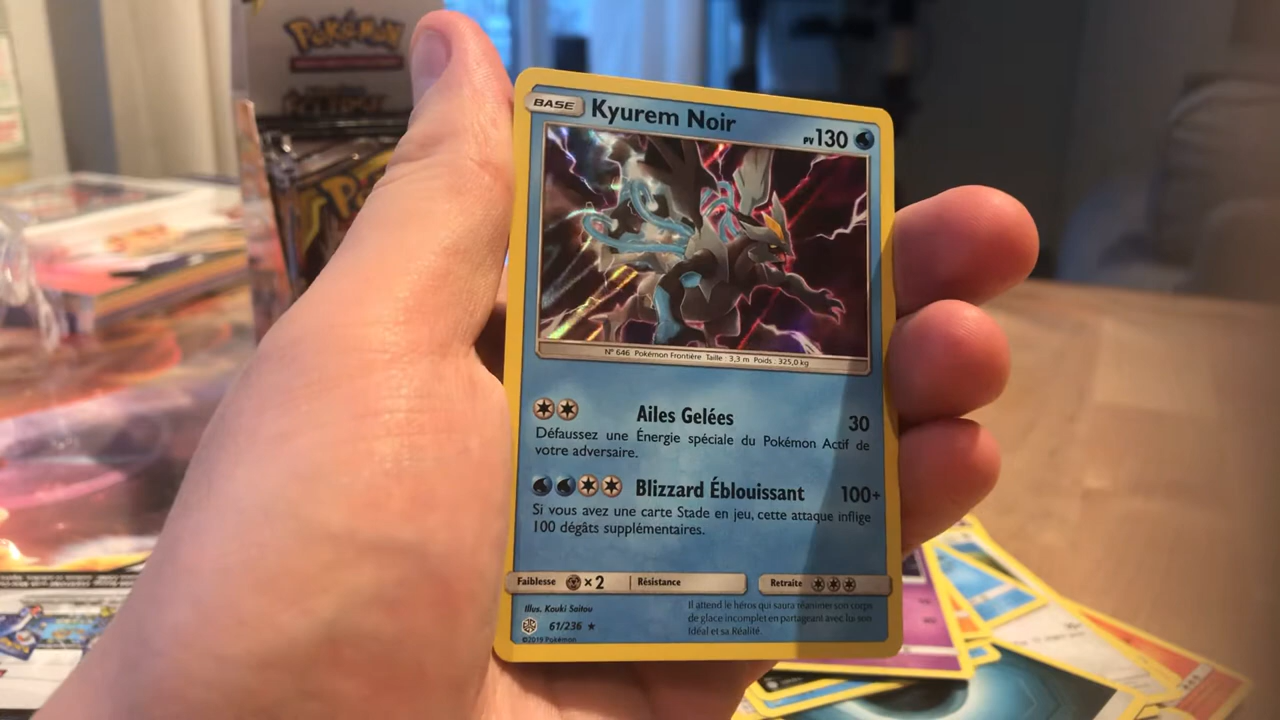 POKéMON
BASE
Kyurem Noir
PV130
N° 646 Pokémon Frontière Taille : 3,3 m Poids : 325,0 kg
Ailes Gelées
30
Défaussez une Énergie spéciale du Pokémon Actif de
votre adversaire.
Blizzard Éblouissant
100+
Si vous avez une carte Stade en jeu, cette attaque inflige
100 dégâts supplémentaires.
Faiblesse ×2 Résistance Retraite
Illus. Kouki Saitou
61/236 ★
©2019 Pokémon
Il attend le héros qui saura réanimer son corps
de glace incomplet en partageant avec lui son
Idéal et sa Réalité.